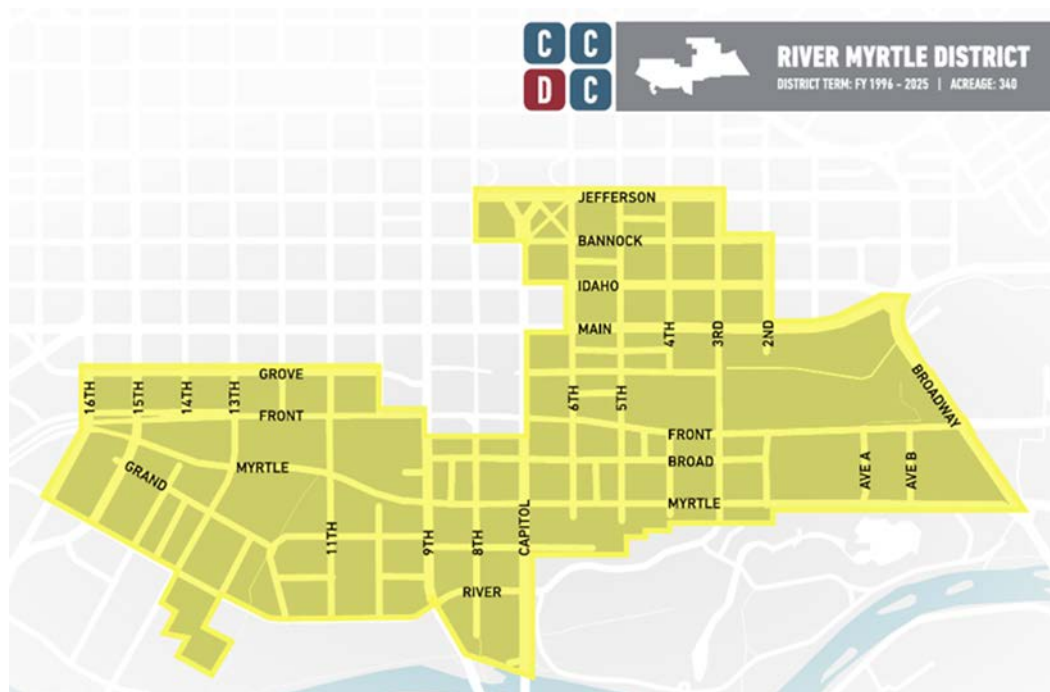 C C
D C
RIVER MYRTLE DISTRICT
DISTRICT TERM: FY 1996 - 2025 | ACREAGE: 340
JEFFERSON
BANNOCK
IDAHO
MAIN
4TH
3RD
2ND
GROVE
16TH
15TH
14TH
13TH
6TH
5TH
BROADWAY
FRONT
FRONT
BROAD
MYRTLE
GRAND
AVE A
AVE B
MYRTLE
11TH
9TH
8TH
CAPITOL
RIVER